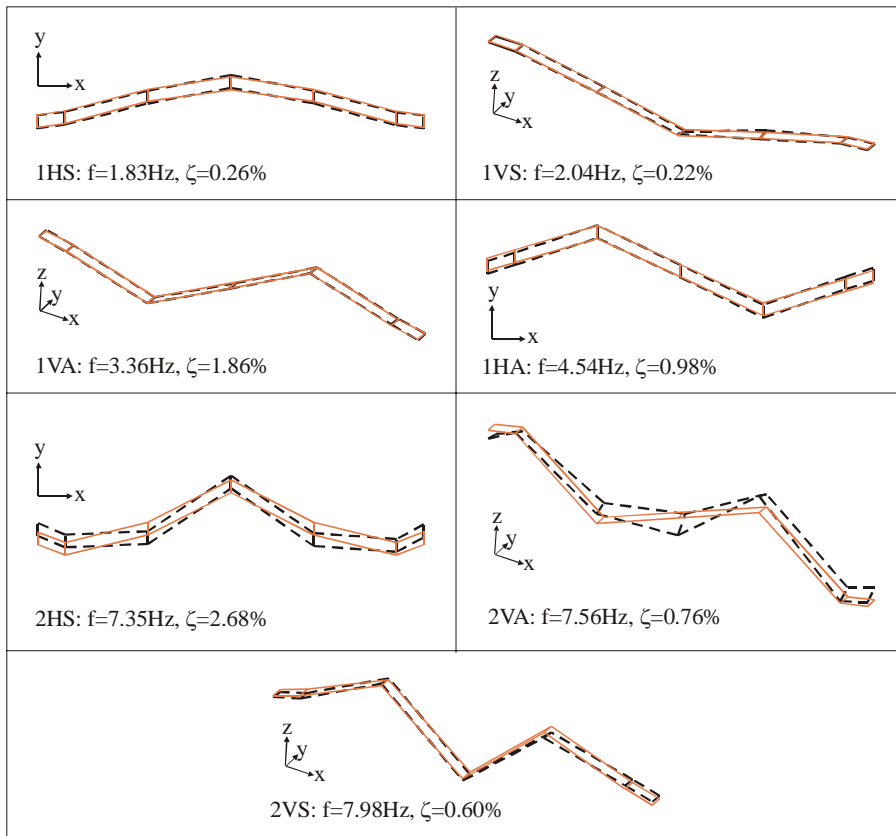 y
x
1HS: f=1.83Hz, ζ=0.26%
z
y
x
1VS: f=2.04Hz, ζ=0.22%
z
y
x
1VA: f=3.36Hz, ζ=1.86%
y
x
1HA: f=4.54Hz, ζ=0.98%
y
x
2HS: f=7.35Hz, ζ=2.68%
z
y
x
2VA: f=7.56Hz, ζ=0.76%
z
y
x
2VS: f=7.98Hz, ζ=0.60%